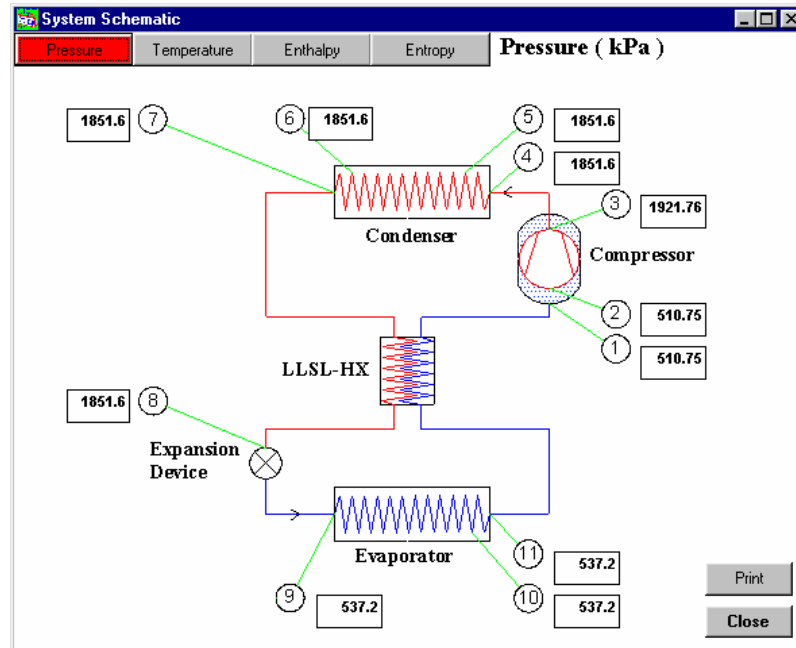 System Schematic
Pressure Temperature Enthalpy Entropy Pressure ( kPa )
1851.6 7 6 1851.6 5 1851.6
4 1851.6
3 1921.76
Condenser
Compressor
2 510.75
1 510.75
LLSL-HX
1851.6 8
Expansion
Device
Evaporator
11 537.2
9 537.2 10 537.2
Print
Close